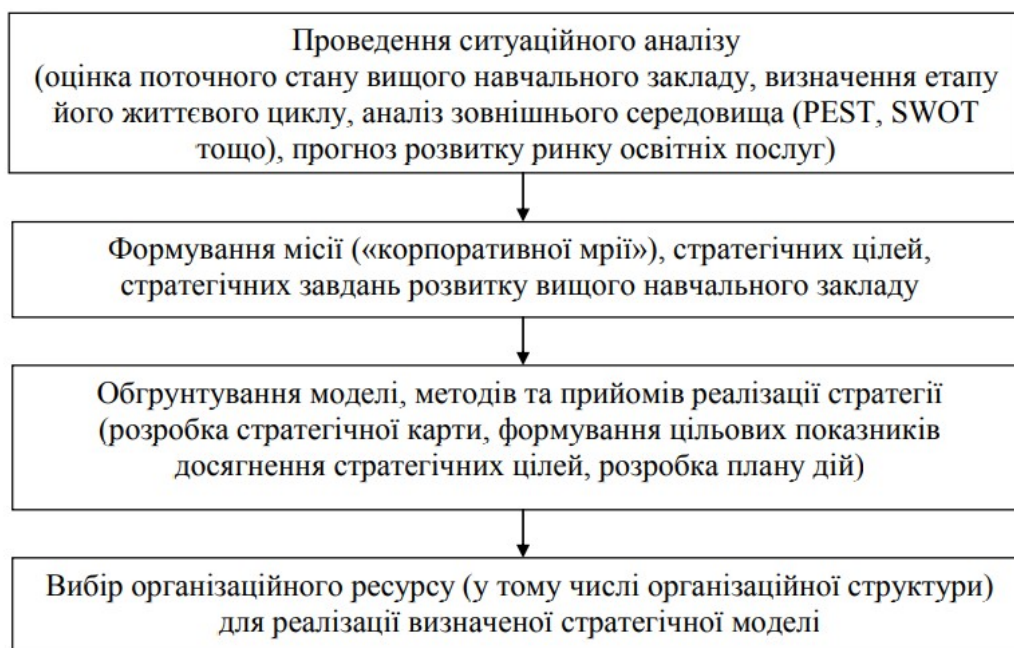 Проведення ситуаційного аналізу
(оцінка поточного стану вищого навчального закладу, визначення етапу
його життєвого циклу, аналіз зовнішнього середовища (PEST, SWOT
тощо), прогноз розвитку ринку освітніх послуг)
Формування місії («корпоративної мрії»), стратегічних цілей,
стратегічних завдань розвитку вищого навчального закладу
Обгрунтування моделі, методів та прийомів реалізації стратегії
(розробка стратегічної карти, формування цільових показників
досягнення стратегічних цілей, розробка плану дій)
Вибір організаційного ресурсу (у тому числі організаційної структури)
для реалізації визначеної стратегічної моделі